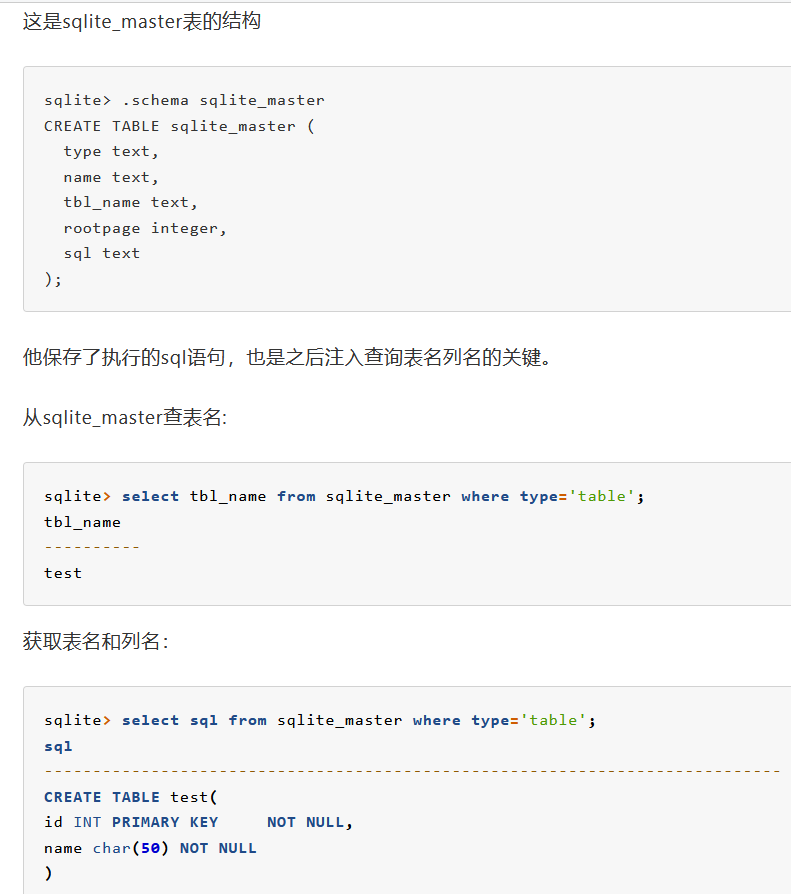 这是sqlite_master表的结构
sqlite> .schema sqlite_master
CREATE TABLE sqlite_master (
  type text,
  name text,
  tbl_name text,
  rootpage integer,
  sql text
);
他保存了执行的sql语句，也是之后注入查询表名列名的关键。
从sqlite_master查表名:
sqlite> select tbl_name from sqlite_master where type='table';
tbl_name
----------
test
获取表名和列名：
sqlite> select sql from sqlite_master where type='table';
sql
----------------------------------------------------------------------------
CREATE TABLE test(
id INT PRIMARY KEY     NOT NULL,
name char(50) NOT NULL
)